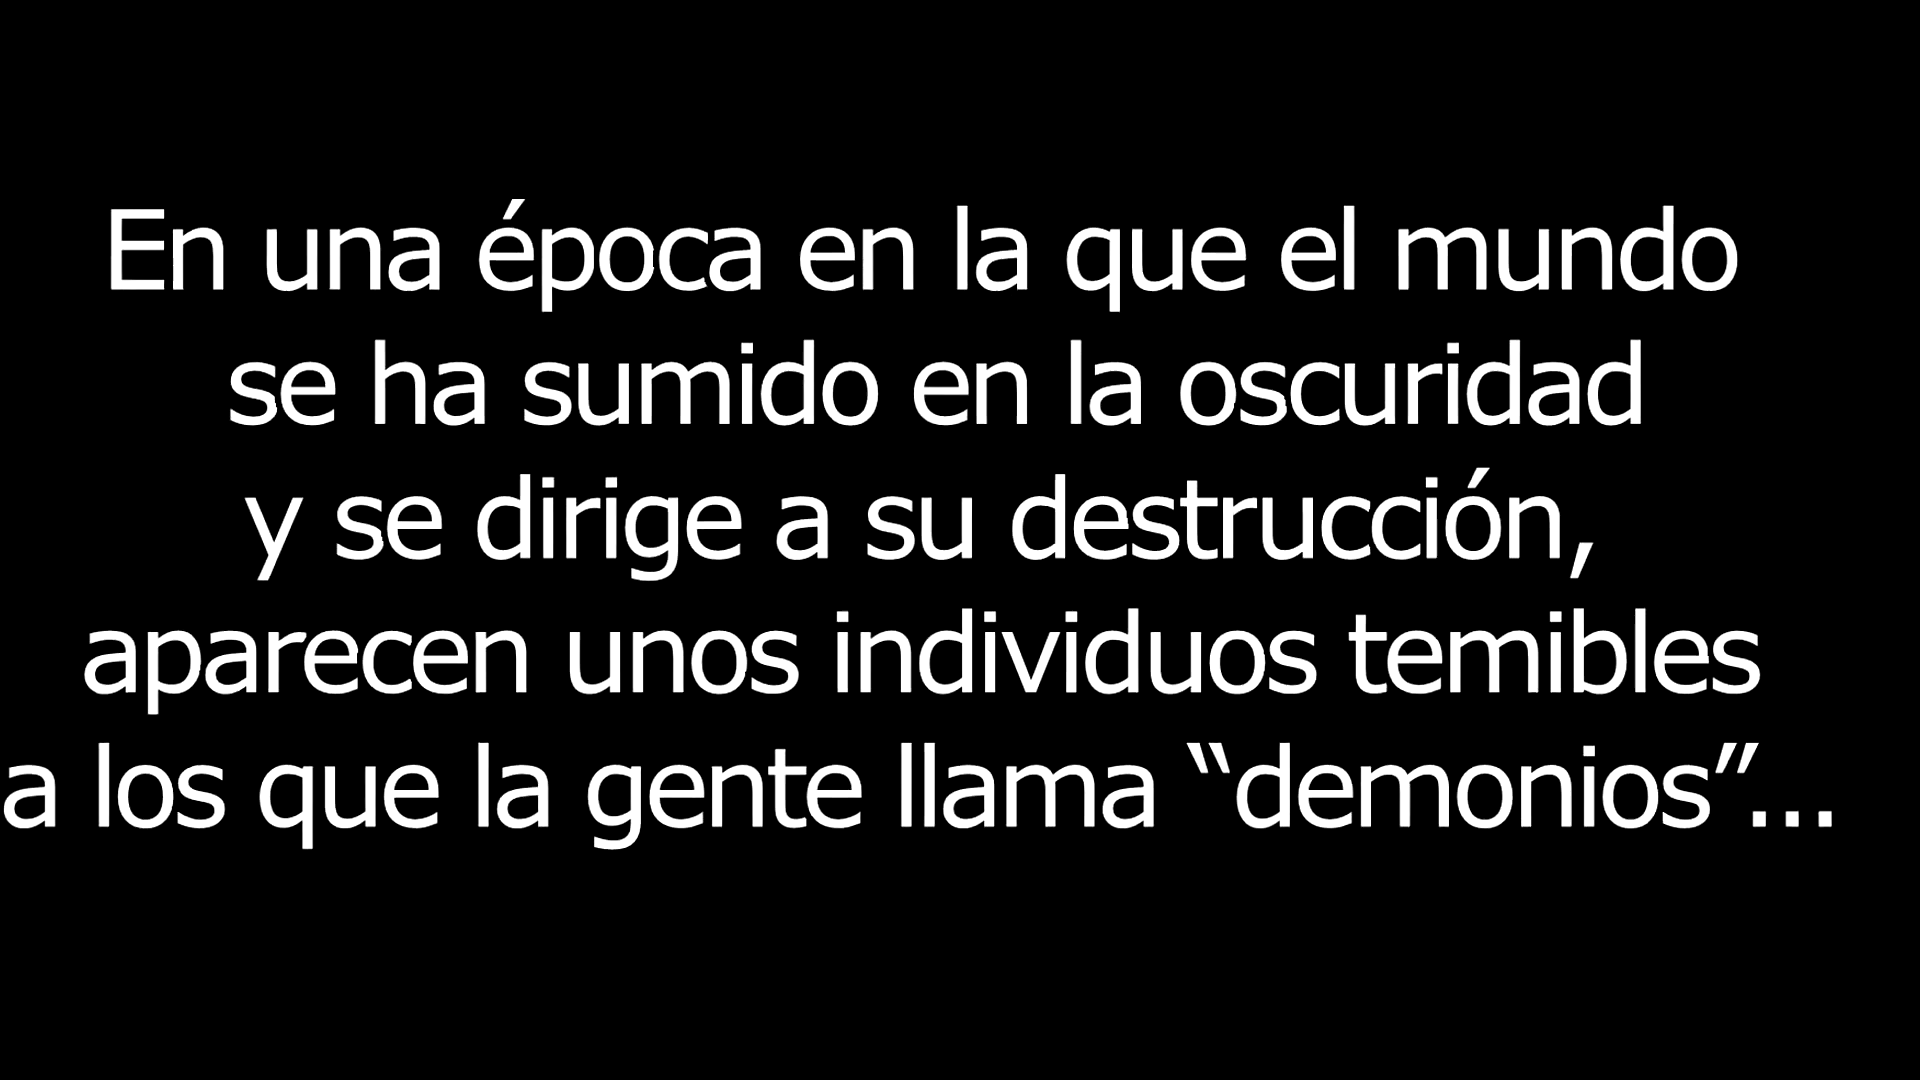 En una época en la que el mundo
se ha sumido en la oscuridad
y se dirige a su destrucción,
aparecen unos individuos temibles
a los que la gente llama “demonios”...